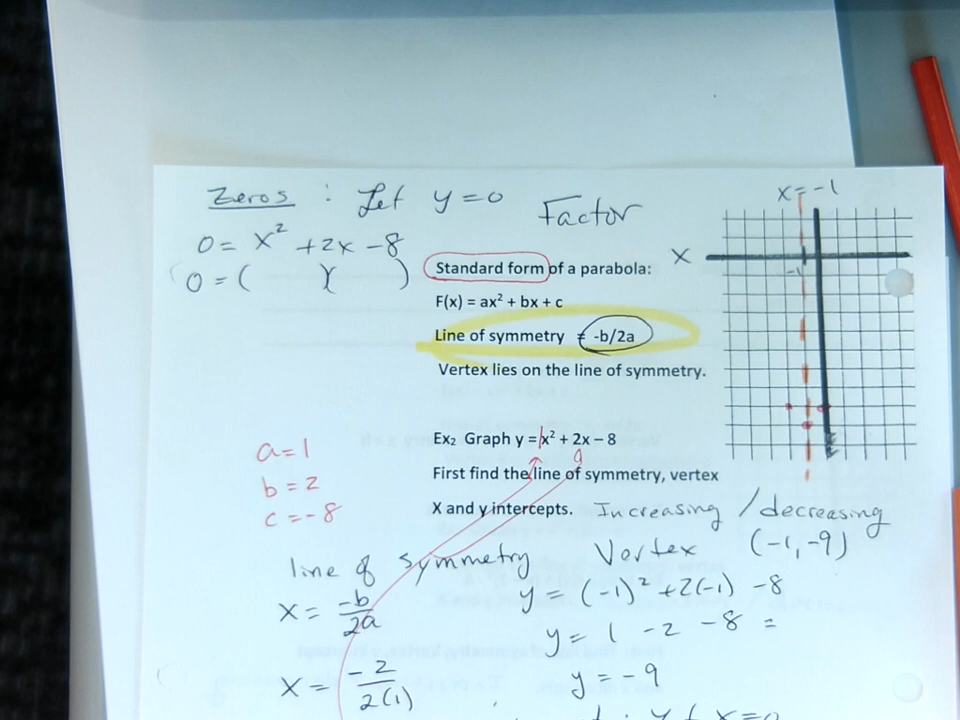 Zeros : Let y=0 Factor
x=-1
0= x² +2x -8
0=( )( )
X
-1
Standard form of a parabola:
F(x) = ax² + bx + c
Line of symmetry = -b/2a
Vertex lies on the line of symmetry.
Ex2 Graph y = 1x² + 2x – 8
a=1
First find the line of symmetry, vertex
b=2
X and y intercepts. Increasing /decreasing
c=-8
line of symmetry
Vertex (-1,-9)
x= -b/2a
y= (-1)² +2(-1) -8
y= 1 -2 -8 =
x= -2/2(1)
y= -9